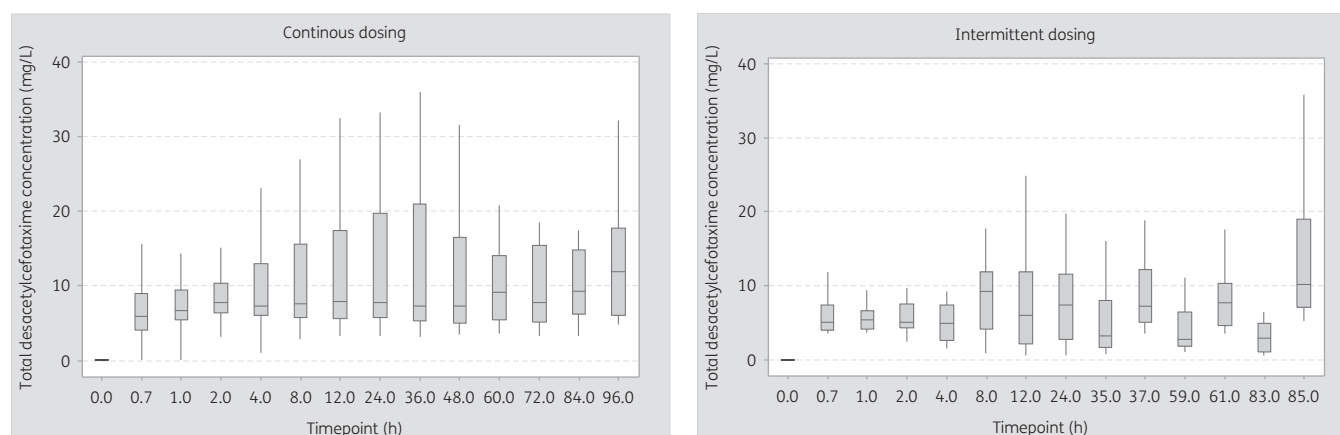 Continous dosing
Total desacetylcefotaxime concentration (mg/L)
40
30
20
10
0
0.0 0.7 1.0 2.0 4.0 8.0 12.0 24.0 36.0 48.0 60.0 72.0 84.0 96.0
Timepoint (h)
Intermittent dosing
Total desacetylcefotaxime concentration (mg/L)
40
30
20
10
0
0.0 0.7 1.0 2.0 4.0 8.0 12.0 24.0 35.0 37.0 59.0 61.0 83.0 85.0
Timepoint (h)